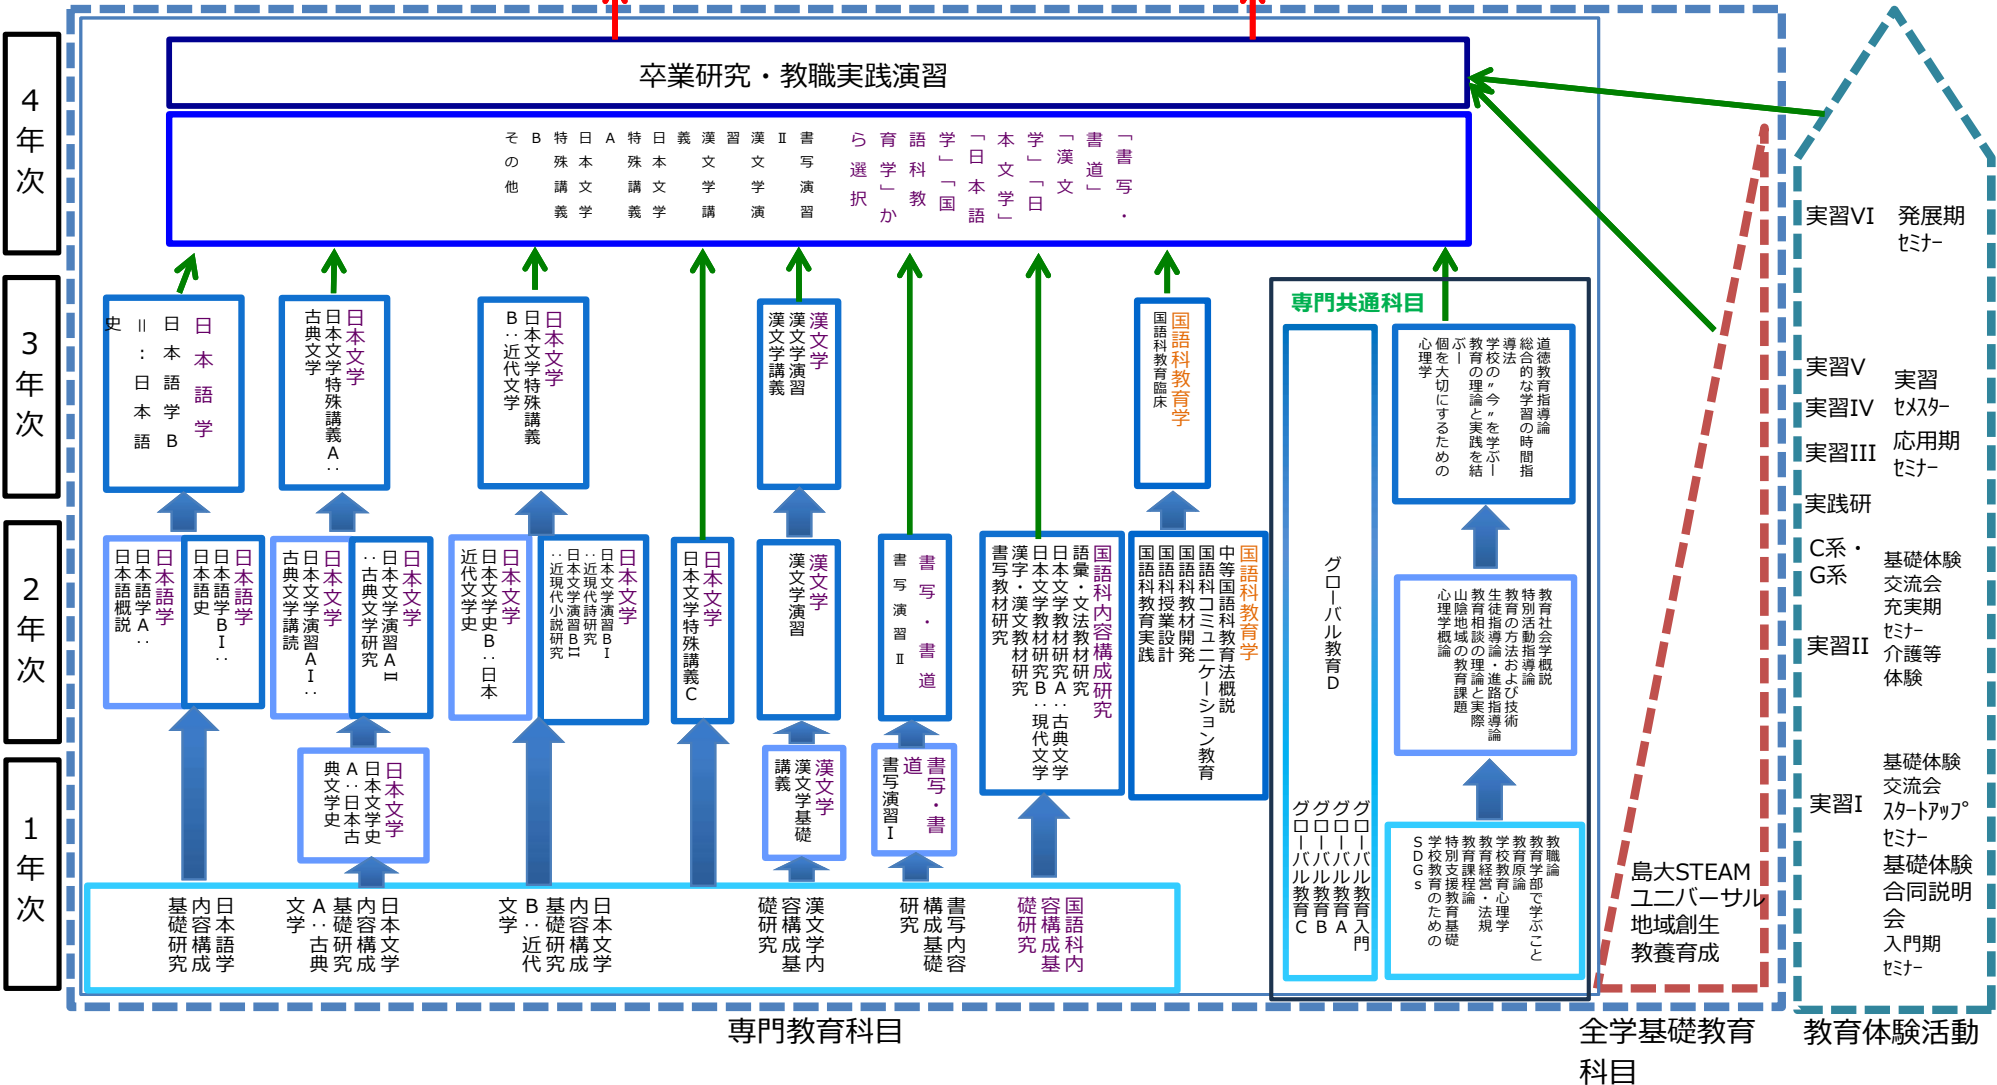 4年次
卒業研究・教職実践演習
「書写・
書道」
「漢文
学」「日
本文学」
「日本語
学」「国
語科教
育学」か
ら選択
書写演習
Ⅱ
漢文学演
習
漢文学講
義
日本文学
特殊講義
A
日本文学
特殊講義
B
その他
3年次
日本語学
日本語学B
Ⅱ：日本語
史
日本文学
日本文学特殊講義A：
古典文学
日本文学
日本文学特殊講義
B：近代文学
漢文学
漢文学演習
漢文学講義
国語科教育学
国語科教育臨床
専門共通科目
道徳教育指導論
総合的な学習の時間指
導法
学校の〃今〃を学ぶー
教育の理論と実践を結
ぶー
個を大切にするための
心理学
2年次
日本語学
日本語学A：
日本語概説
日本語学
日本語学BⅠ：
日本語史
日本文学
日本文学演習AⅠ：
古典文学講読
日本文学
日本文学演習AⅡ
：古典文学研究
日本文学
日本文学史B：日本
近代文学史
日本文学
日本文学演習BⅠ
：近現代詩研究
日本文学演習BⅡ
：近現代小説研究
日本文学
日本文学特殊講義C
漢文学
漢文学演習
書写・書道
書写演習Ⅱ
国語科内容構成研究
語彙・文法教材研究
日本文学教材研究A：古典文学
日本文学教材研究B：現代文学
漢字・漢文教材研究
書写教材研究
国語科教育学
中等国語科教育法概説
国語科コミュニケーション教育
国語科教材開発
国語科授業設計
国語科教育実践
グローバル教育D
教育社会学概説
特別活動指導論
教育の方法および技術
生徒指導論・進路指導論
教育相談の理論と実際
山陰地域の教育課題
心理学概論
1年次
日本文学
日本文学史
A：日本古
典文学史
漢文学
漢文学基礎
講義
書写・書
道
書写演習Ⅰ
日本語学
内容構成
基礎研究
日本文学
内容構成
基礎研究
A：古典
文学
日本文学
内容構成
基礎研究
B：近代
文学
漢文学内
容構成基
礎研究
書写内容
構成基礎
研究
国語科内
容構成基
礎研究
グローバル教育入門
グローバル教育A
グローバル教育B
グローバル教育C
教職論
教育学部で学ぶこと
教育原論
学校教育心理学
教育経営・法規
教育課程論
特別支援教育基礎
学校教育のための
SDGs
島大STEAM
ユニバーサル
地域創生
教養育成
実習VI
発展期
ｾﾐﾅｰ
実習V
実習IV
実習
ｾﾒｽﾀｰ
実習III
応用期
ｾﾐﾅｰ
実践研
C系・
G系
基礎体験
交流会
充実期
ｾﾐﾅｰ
実習II
介護等
体験
基礎体験
交流会
実習I
ｽﾀｰﾄｱｯﾌﾟ
ｾﾐﾅｰ
基礎体験
合同説明
会
入門期
ｾﾐﾅｰ
専門教育科目
全学基礎教育
科目
教育体験活動